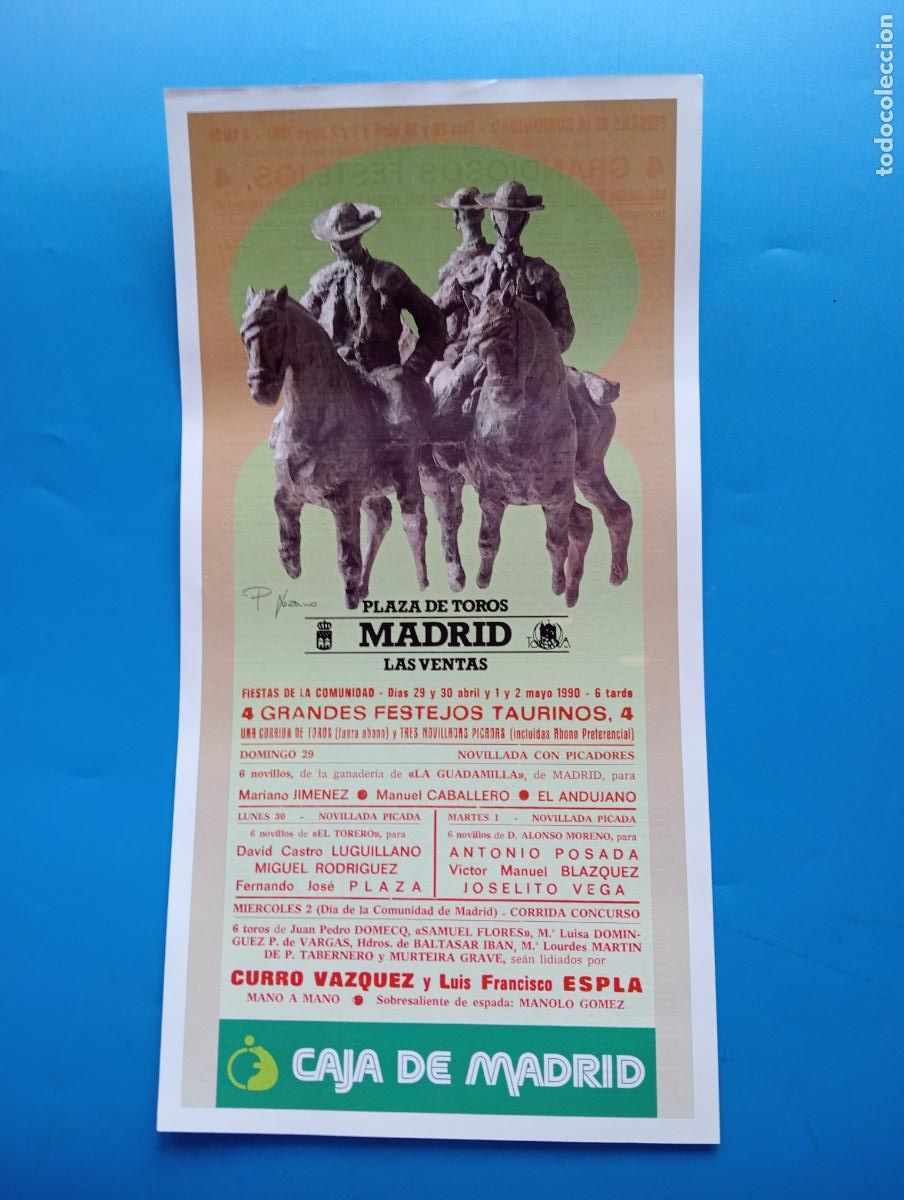 todocoleccion
PLAZA DE TOROS
MADRID
LAS VENTAS
FIESTAS DE LA COMUNIDAD - Días 29 y 30 abril y 1 y 2 mayo 1990 - 6 tarde
4 GRANDES FESTEJOS TAURINOS, 4
UNA CORRIDA DE TOROS (fuera abono) y TRES NOVILLADAS PICADAS (incluidas Abono Preferencial)
DOMINGO 29 NOVILLADA CON PICADORES
6 novillos, de la ganadería de «LA GUADAMILLA», de MADRID, para
Mariano JIMENEZ ● Manuel CABALLERO ● EL ANDUJANO
LUNES 30 - NOVILLADA PICADA
6 novillos de «EL TORERO», para
David Castro LUGUILLANO
MIGUEL RODRIGUEZ
Fernando José PLAZA
MARTES 1 - NOVILLADA PICADA
6 novillos de D. ALONSO MORENO, para
ANTONIO POSADA
Víctor Manuel BLAZQUEZ
JOSELITO VEGA
MIERCOLES 2 (Día de la Comunidad de Madrid) - CORRIDA CONCURSO
6 toros de Juan Pedro DOMECQ, «SAMUEL FLORES», M.ª Luisa DOMIN-
GUEZ P. de VARGAS, Hdros. de BALTASAR IBAN, M.ª Lourdes MARTIN
DE P. TABERNERO y MURTEIRA GRAVE, seán lidiados por
CURRO VAZQUEZ y Luis Francisco ESPLA
MANO A MANO ● Sobresaliente de espada: MANOLO GOMEZ
CAJA DE MADRID